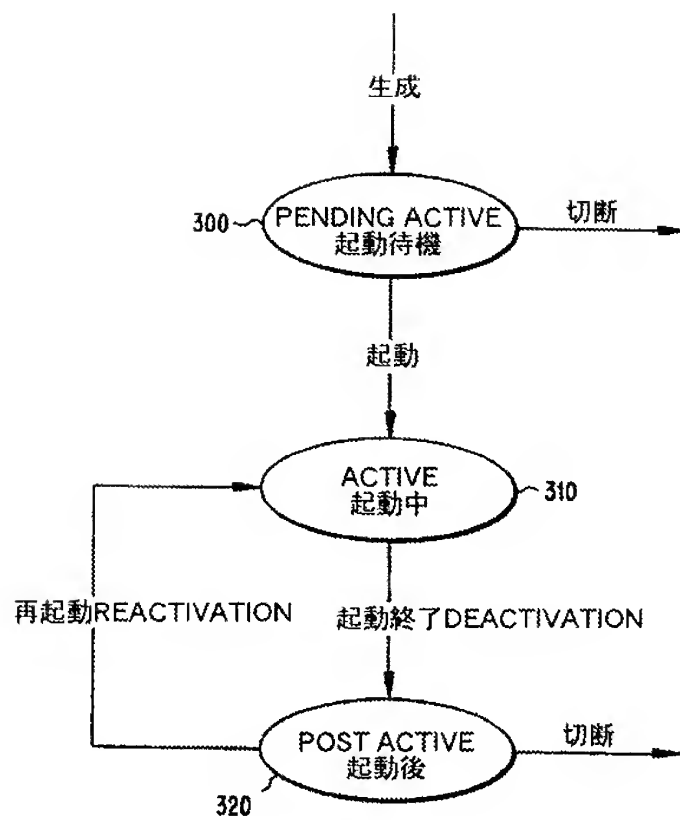 生成
300
PENDING ACTIVE
起動待機
切断
起動
ACTIVE
起動中
310
再起動REACTIVATION
起動終了DEACTIVATION
POST ACTIVE
起動後
切断
320